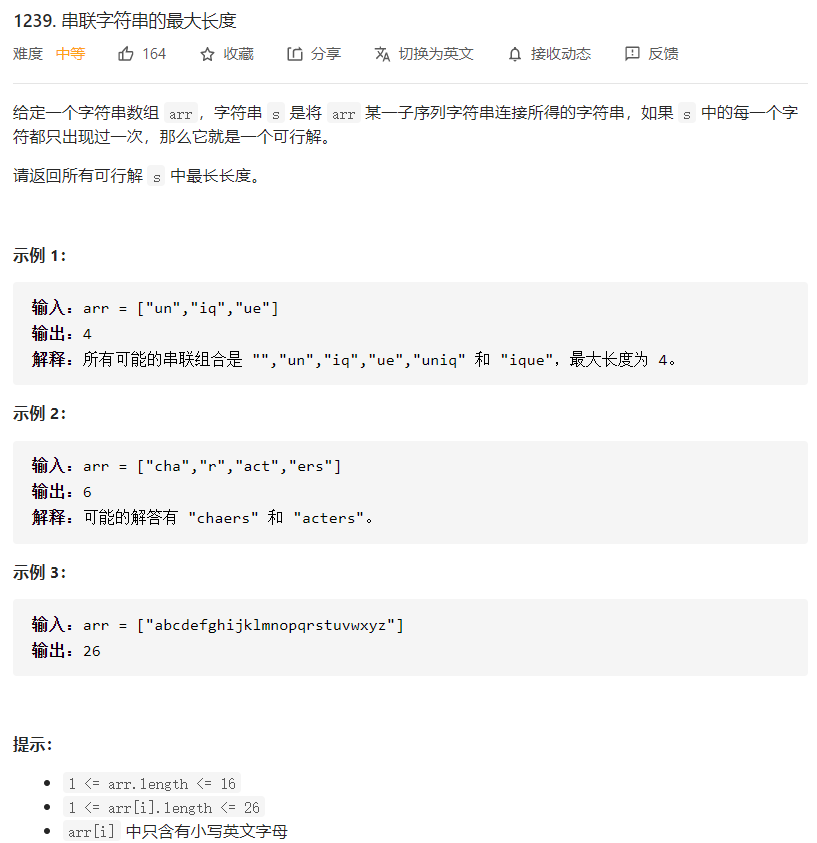 1239. 串联字符串的最大长度
难度 中等 164 收藏 分享 切换为英文 接收动态 反馈
给定一个字符串数组 arr，字符串 s 是将 arr 某一子序列字符串连接所得的字符串，如果 s 中的每一个字
符都只出现过一次，那么它就是一个可行解。
请返回所有可行解 s 中最长长度。
示例 1：
输入：arr = ["un","iq","ue"]
输出：4
解释：所有可能的串联组合是 "","un","iq","ue","uniq" 和 "ique"，最大长度为 4。
示例 2：
输入：arr = ["cha","r","act","ers"]
输出：6
解释：可能的解答有 "chaers" 和 "acters"。
示例 3：
输入：arr = ["abcdefghijklmnopqrstuvwxyz"]
输出：26
提示：
1 <= arr.length <= 16
1 <= arr[i].length <= 26
arr[i] 中只含有小写英文字母